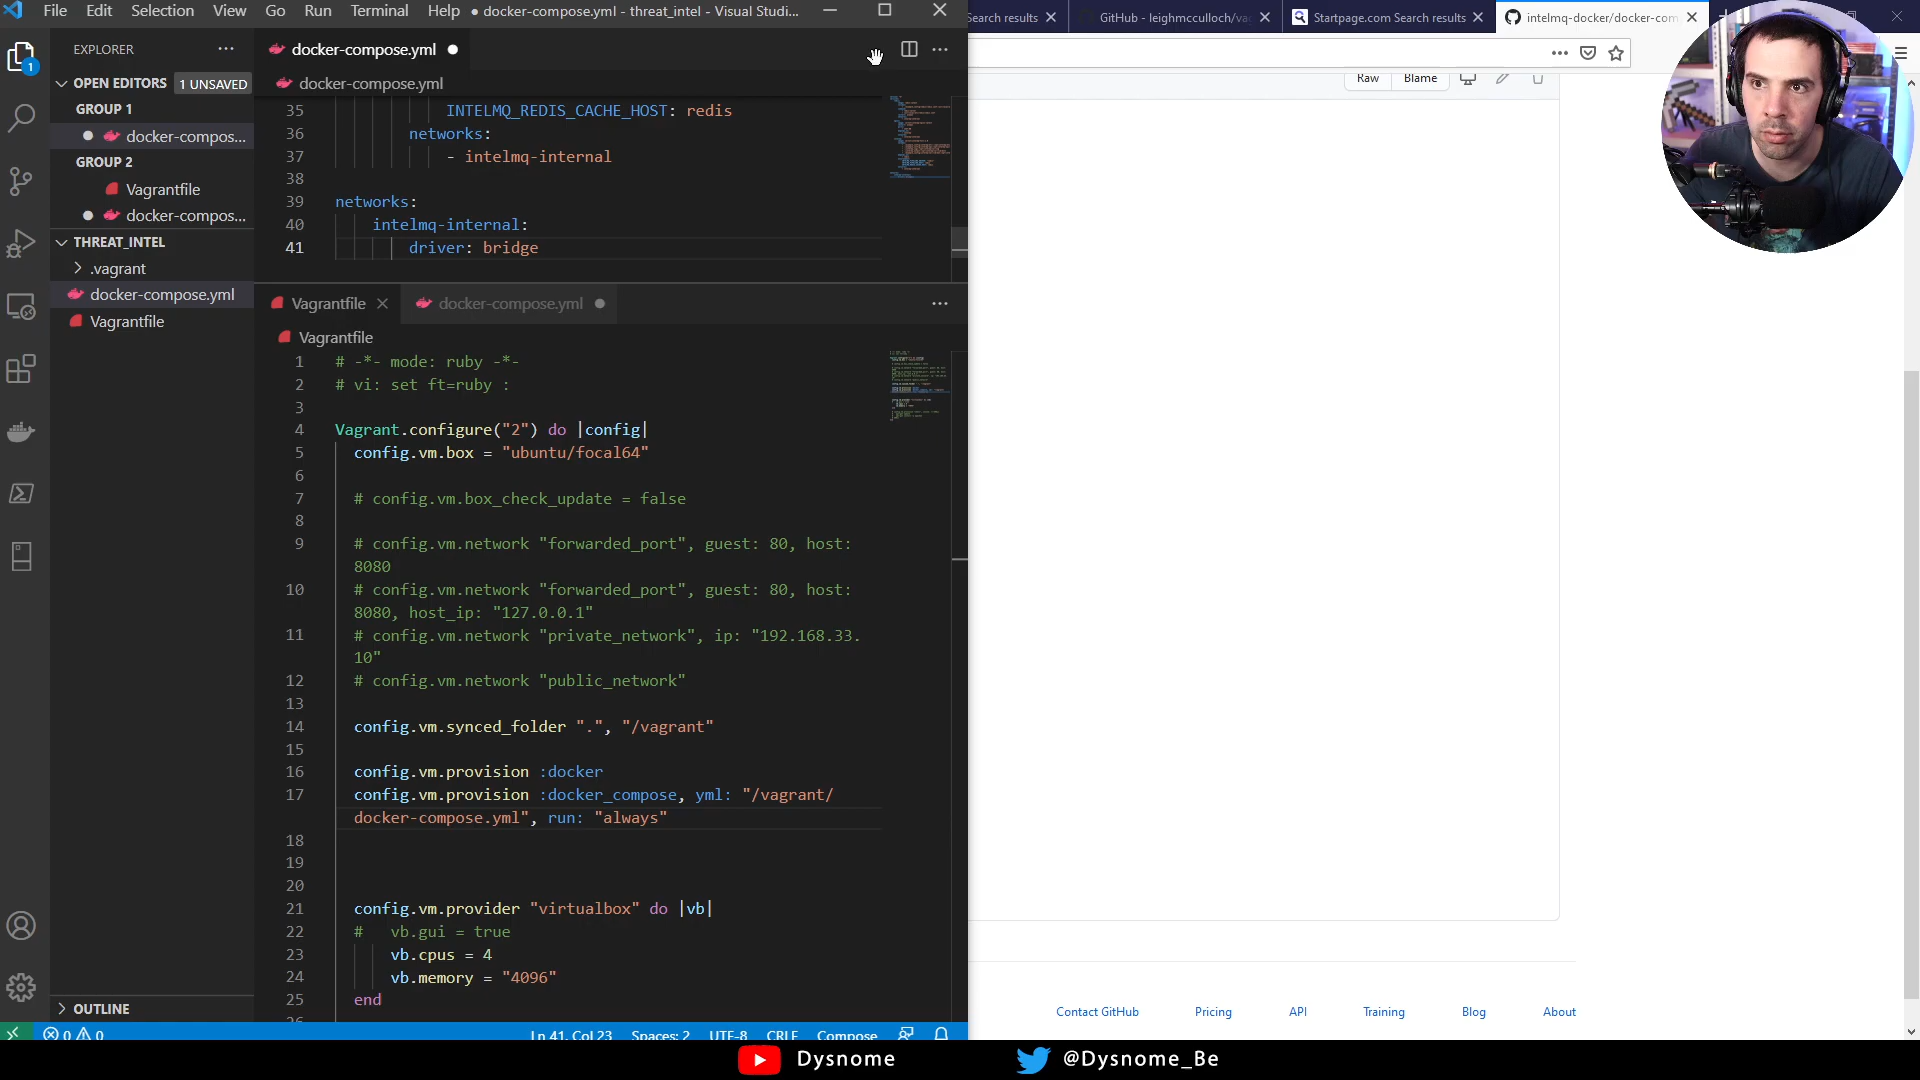 File Edit Selection View Go Run Terminal Help ● docker-compose.yml - threat_intel - Visual Studi...
Search results
GitHub - leighmcculloch/va
Startpage.com Search results
intelmq-docker/docker-com
EXPLORER
OPEN EDITORS 1 UNSAVED
GROUP 1
docker-compos...
GROUP 2
Vagrantfile
docker-compos...
THREAT_INTEL
.vagrant
docker-compose.yml
Vagrantfile
OUTLINE
1
docker-compose.yml
docker-compose.yml
35 INTELMQ_REDIS_CACHE_HOST: redis
36 networks:
37 - intelmq-internal
38
39 networks:
40 intelmq-internal:
41 driver: bridge
Vagrantfile
docker-compose.yml
Vagrantfile
1 # -*- mode: ruby -*-
2 # vi: set ft=ruby :
3
4 Vagrant.configure("2") do |config|
5 config.vm.box = "ubuntu/focal64"
6
7 # config.vm.box_check_update = false
8
9 # config.vm.network "forwarded_port", guest: 80, host:
8080
10 # config.vm.network "forwarded_port", guest: 80, host:
8080, host_ip: "127.0.0.1"
11 # config.vm.network "private_network", ip: "192.168.33.
10"
12 # config.vm.network "public_network"
13
14 config.vm.synced_folder ".", "/vagrant"
15
16 config.vm.provision :docker
17 config.vm.provision :docker_compose, yml: "/vagrant/
docker-compose.yml", run: "always"
18
19
20
21 config.vm.provider "virtualbox" do |vb|
22 # vb.gui = true
23 vb.cpus = 4
24 vb.memory = "4096"
25 end
26
0 0 Ln 41, Col 23 Spaces: 2 UTF-8 CRLF Compose
Raw Blame
Contact GitHub Pricing API Training Blog About
Dysnome @Dysnome_Be